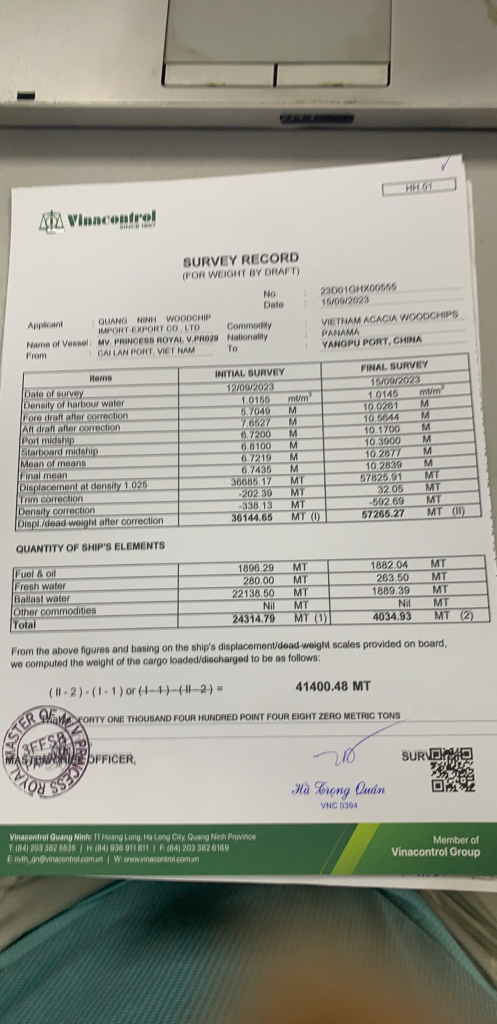 HH.01
Vinacontrol
SINCE 1957
SURVEY RECORD
(FOR WEIGHT BY DRAFT)
No. : 23D01GHX00555
Date : 15/09/2023
Applicant : QUANG NINH WOODCHIP IMPORT-EXPORT CO., LTD
Commodity : VIETNAM ACACIA WOODCHIPS
Name of Vessel : MV. PRINCESS ROYAL V.PR029
Nationality : PANAMA
From : CAI LAN PORT, VIET NAM
To : YANGPU PORT, CHINA
Items INITIAL SURVEY FINAL SURVEY
Date of survey 12/09/2023 15/09/2023
Density of harbour water 1.0155 mt/m³ 1.0145 mt/m³
Fore draft after correction 5.7049 M 10.0261 M
Aft draft after correction 7.6527 M 10.5644 M
Port midship 6.7200 M 10.1700 M
Starboard midship 6.8100 M 10.3900 M
Mean of means 6.7219 M 10.2877 M
Final mean 6.7435 M 10.2839 M
Displacement at density 1.025 36685.17 MT 57825.91 MT
Trim correction -202.39 MT 32.05 MT
Density correction -338.13 MT -592.69 MT
Displ./dead weight after correction 36144.65 MT (I) 57265.27 MT (II)
QUANTITY OF SHIP'S ELEMENTS
Fuel & oil 1896.29 MT 1882.04 MT
Fresh water 280.00 MT 263.50 MT
Ballast water 22138.50 MT 1889.39 MT
Other commodities Nil MT Nil MT
Total 24314.79 MT (1) 4034.93 MT (2)
From the above figures and basing on the ship's displacement/dead weight scales provided on board,
we computed the weight of the cargo loaded/discharged to be as follows:
( II - 2 ) - ( I - 1 ) or ( I - 1 ) - ( II - 2 ) = 41400.48 MT
FORTY ONE THOUSAND FOUR HUNDRED POINT FOUR EIGHT ZERO METRIC TONS
MASTER OF M.V PRINCESS ROYAL
3FFS8
OFFICER,
SURV
Hà Trọng Quán
VNC 0394
Vinacontrol Quang Ninh: 11 Hoang Long, Ha Long City, Quang Ninh Province
T: (84) 203 382 5535 | H: (84) 936 911 811 | F: (84) 203 382 6169
E: nvth_qn@vinacontrol.com.vn | W: www.vinacontrol.com.vn
Member of
Vinacontrol Group